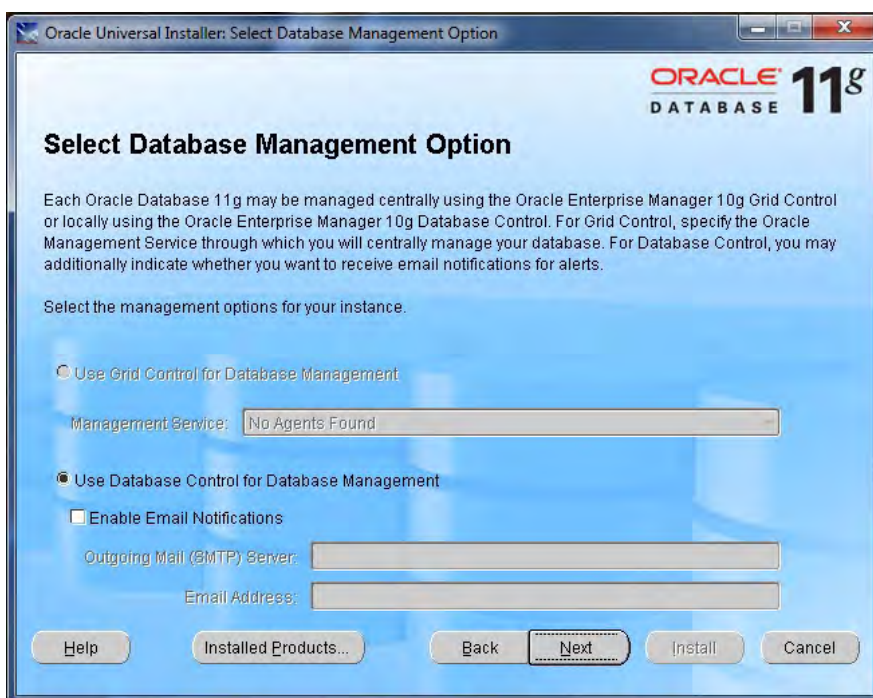 Oracle Universal Installer: Select Database Management Option
ORACLE 11g
DATABASE
Select Database Management Option
Each Oracle Database 11g may be managed centrally using the Oracle Enterprise Manager 10g Grid Control
or locally using the Oracle Enterprise Manager 10g Database Control. For Grid Control, specify the Oracle
Management Service through which you will centrally manage your database. For Database Control, you may
additionally indicate whether you want to receive email notifications for alerts.
Select the management options for your instance.
Use Grid Control for Database Management
Management Service: No Agents Found
Use Database Control for Database Management
Enable Email Notifications
Outgoing Mail (SMTP) Server:
Email Address:
Help Installed Products... Back Next Install Cancel